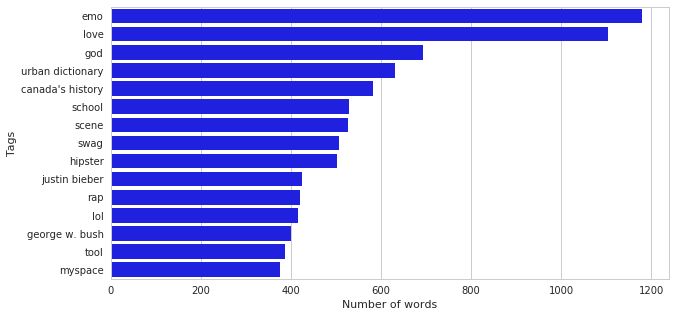 emo
love
god
urban dictionary
canada's history
school
scene
swag
hipster
justin bieber
rap
lol
george w. bush
tool
myspace
Tags
0 200 400 600 800 1000 1200
Number of words